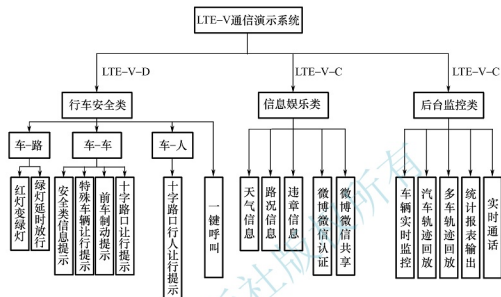 LTE-V通信演示系统
LTE-V-D
LTE-V-C
LTE-V-C
行车安全类
信息娱乐类
后台监控类
车-路
车-车
车-人
红灯变绿灯
绿灯延时放行
安全类信息提示
特殊车辆让行提示
前车制动提示
十字路口让行提示
十字路口行人让行提示
一键呼叫
天气信息
路况信息
违章信息
微博微信认证
微博微信共享
车辆实时监控
汽车轨迹回放
多车轨迹回放
统计报表输出
实时通话
社版权所有